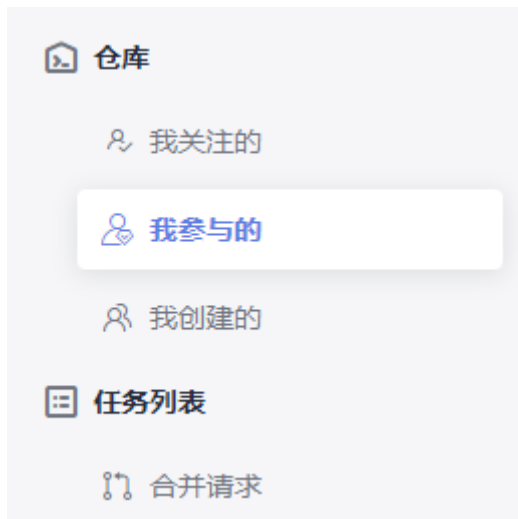 仓库
我关注的
我参与的
我创建的
任务列表
合并请求